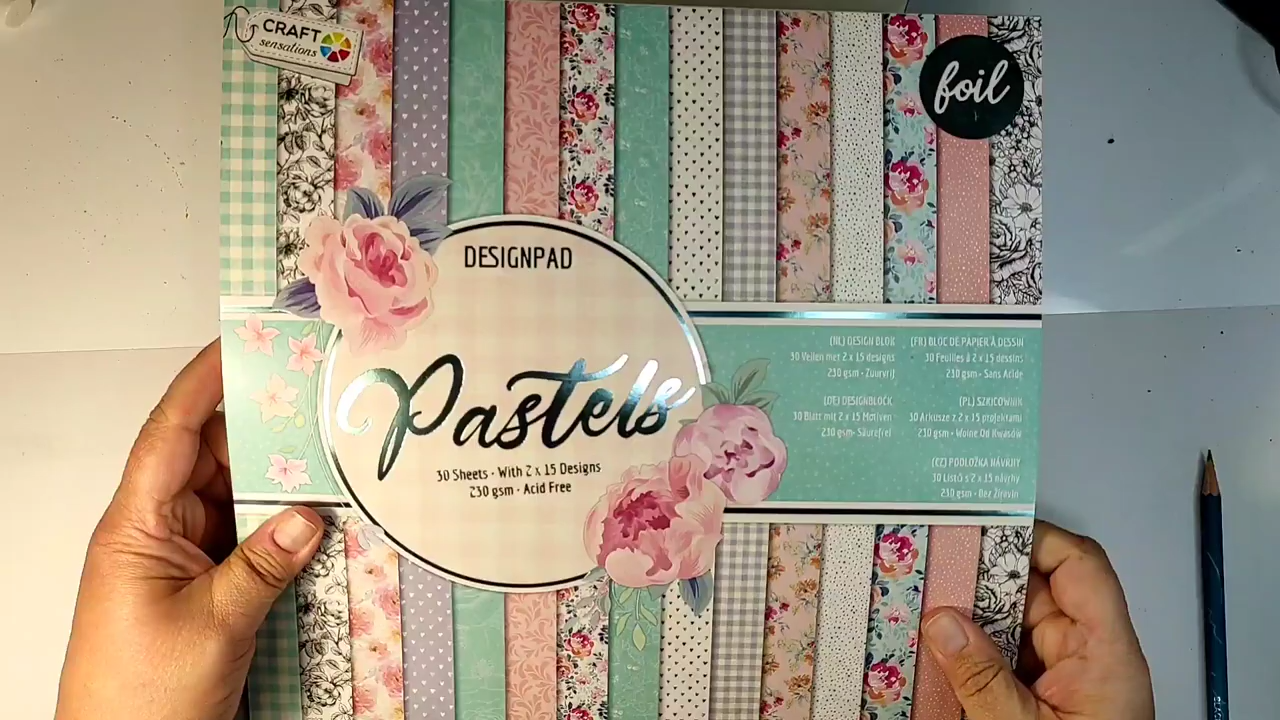 CRAFT
sensations
foil
DESIGNPAD
Pastels
30 Sheets - With 2 x 15 Designs
230 gsm - Acid Free
(NL) DESIGN BLOK
30 Vellen met 2 x 15 designs
230 gsm - Zuurvrij
(FR) BLOC DE PAPIER À DESSIN
30 Feuilles à 2 x 15 dessins
230 gsm - Sans Acide
(DE) DESIGNBLOCK
30 Blatt mit 2 x 15 Motiven
230 gsm - Säurefrei
(PL) SZKICOWNIK
30 Arkusze z 2 x 15 projektami
230 gsm - Wolne Od Kwasów
(CZ) PODLOŽKA NÁVRHY
30 Listů s 2 x 15 návrhy
230 gsm - Bez Žíravin